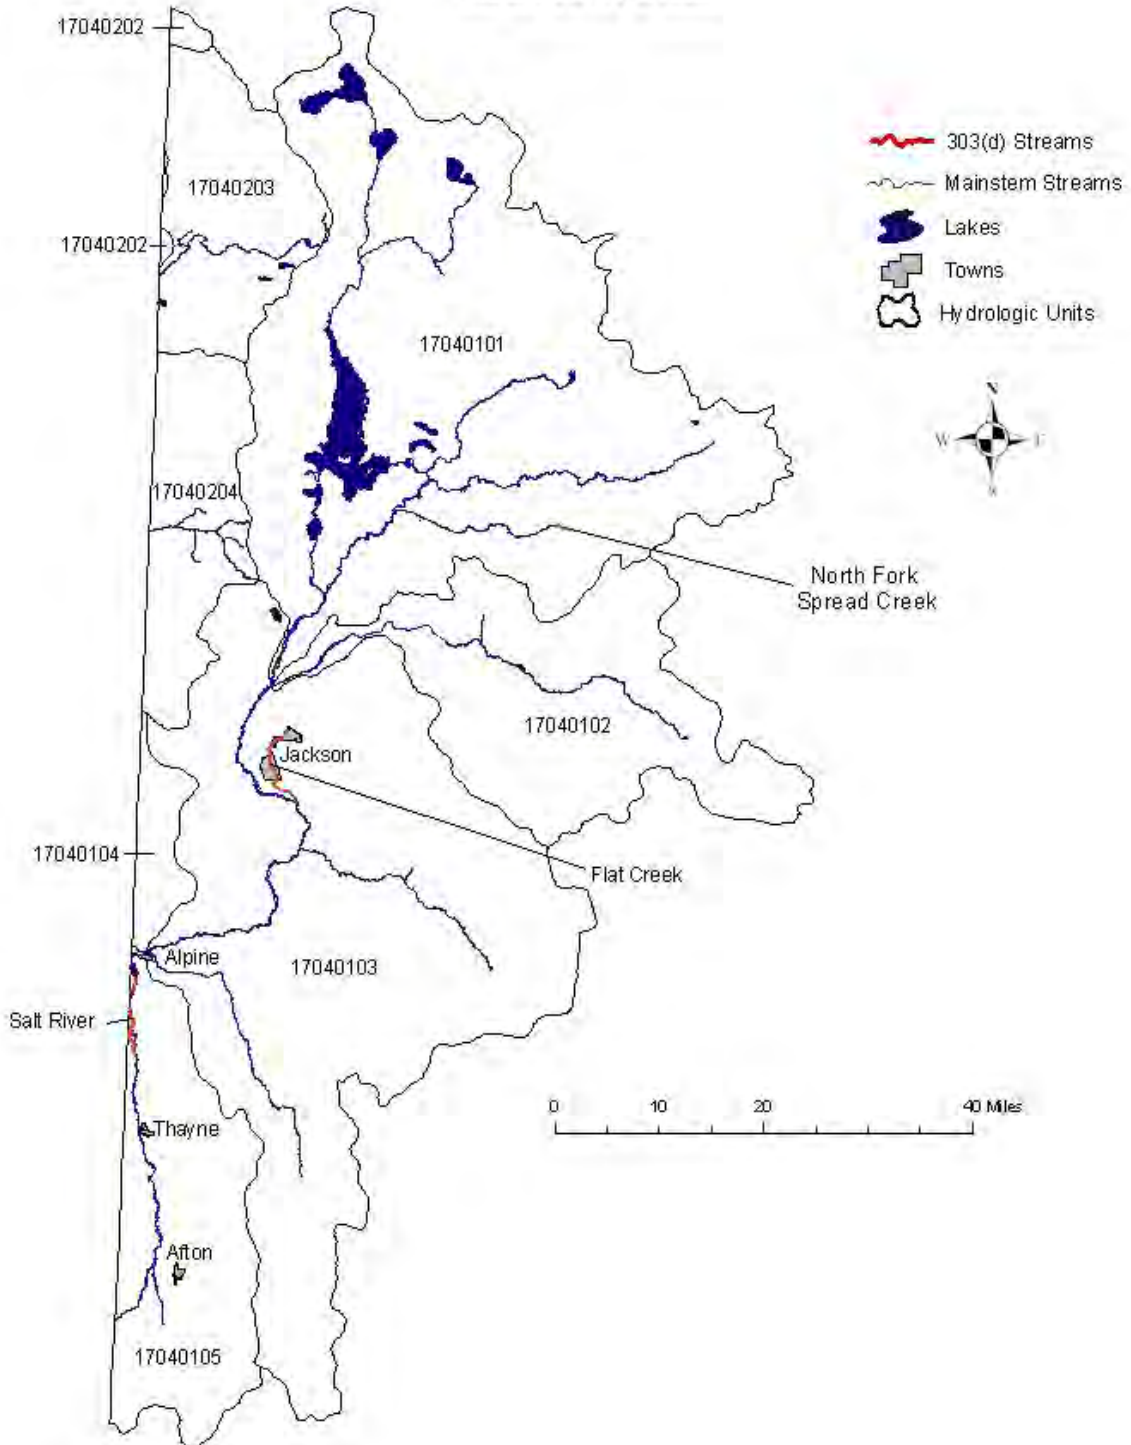 17040202
303(d) Streams
Mainstem Streams
17040203
Lakes
17040202
Towns
Hydrologic Units
17040101
N
W
17040204
North Fork
Spread Creek
17040102
Jackson
17040104
Flat Creek
Alpine
17040103
Salt River
0 10 20 40 Miles
Thayne
Afton
17040105